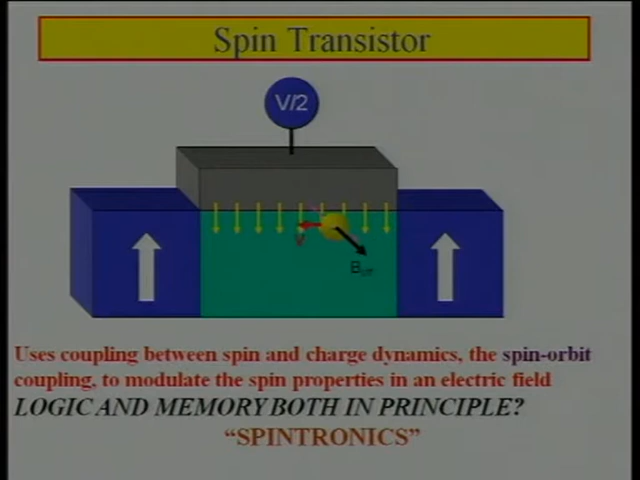 Spin Transistor
V/2
V
B
Uses coupling between spin and charge dynamics, the spin-orbit
coupling, to modulate the spin properties in an electric field
LOGIC AND MEMORY BOTH IN PRINCIPLE?
“SPINTRONICS”